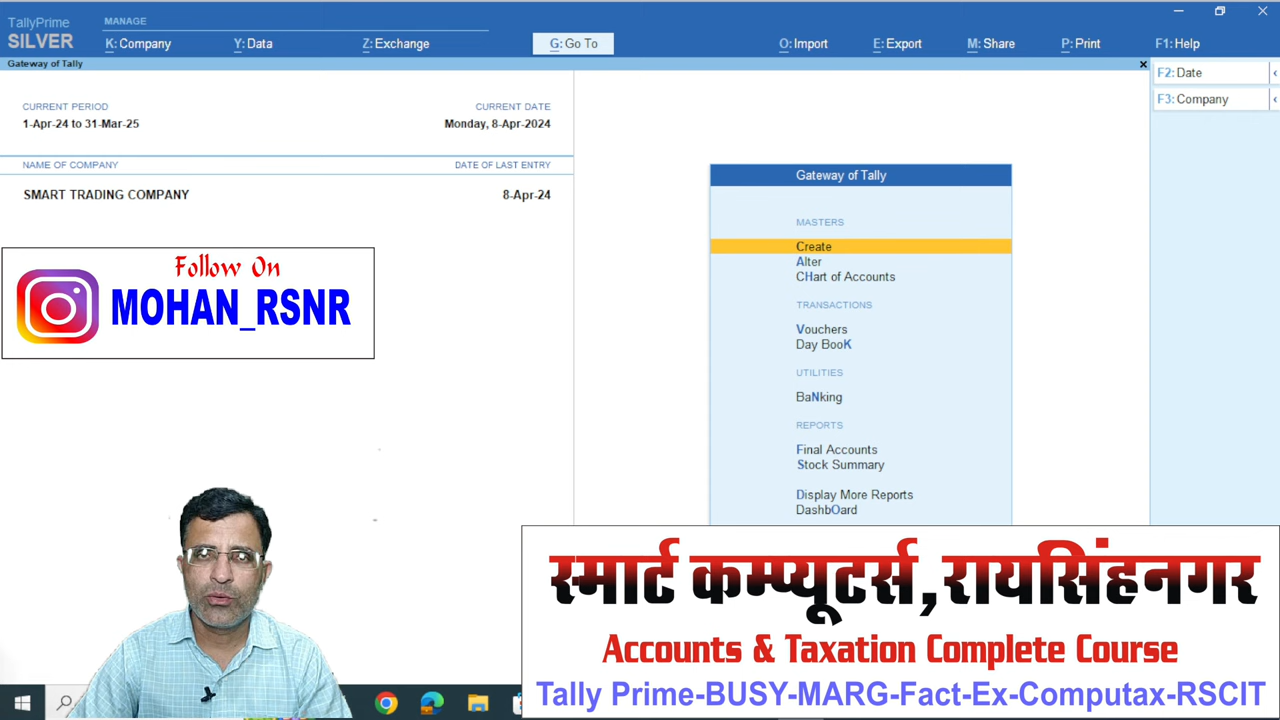 TallyPrime
SILVER
MANAGE
K: Company
Y: Data
Z: Exchange
G: Go To
O: Import
E: Export
M: Share
P: Print
F1: Help
Gateway of Tally
F2: Date
F3: Company
CURRENT PERIOD
CURRENT DATE
1-Apr-24 to 31-Mar-25
Monday, 8-Apr-2024
NAME OF COMPANY
DATE OF LAST ENTRY
SMART TRADING COMPANY
8-Apr-24
Follow On
MOHAN_RSNR
Gateway of Tally
MASTERS
Create
Alter
CHart of Accounts
TRANSACTIONS
Vouchers
Day BooK
UTILITIES
BaNking
REPORTS
Final Accounts
Stock Summary
Display More Reports
DashbOard
स्मार्ट कम्प्यूटर्स,रायसिंहनगर
Accounts & Taxation Complete Course
Tally Prime-BUSY-MARG-Fact-Ex-Computax-RSCIT